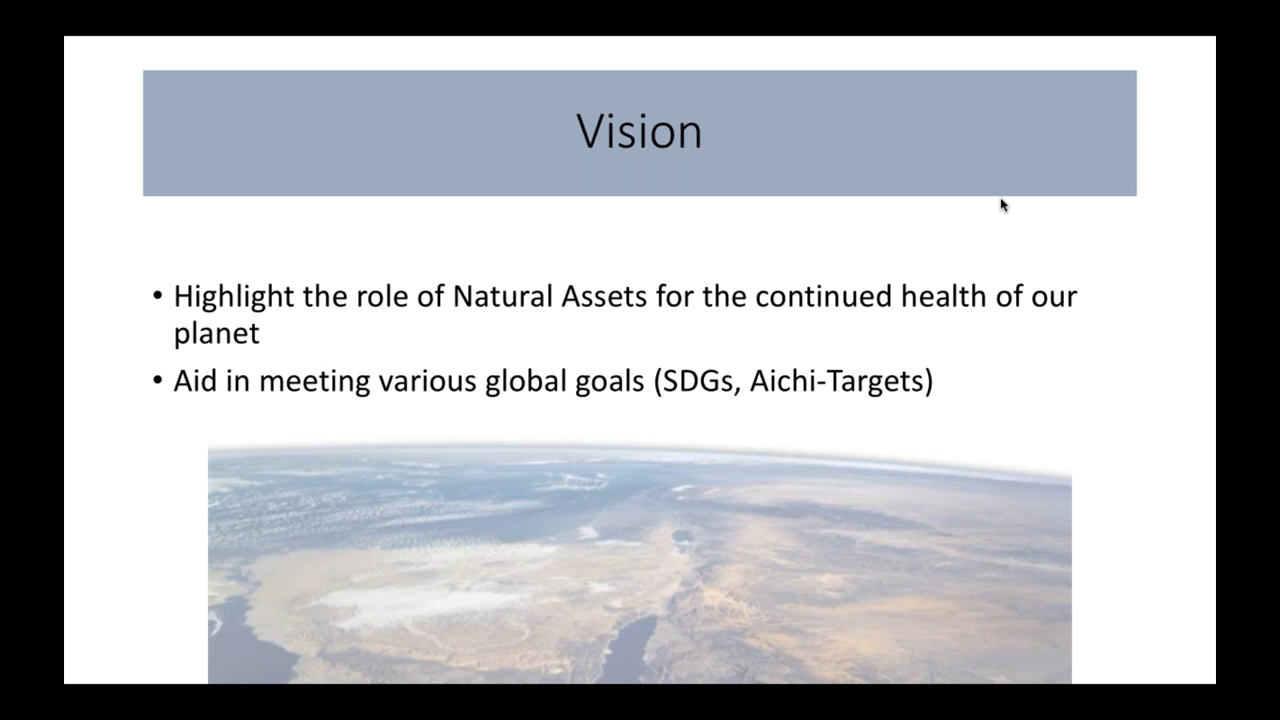 Vision
• Highlight the role of Natural Assets for the continued health of our
planet
• Aid in meeting various global goals (SDGs, Aichi-Targets)